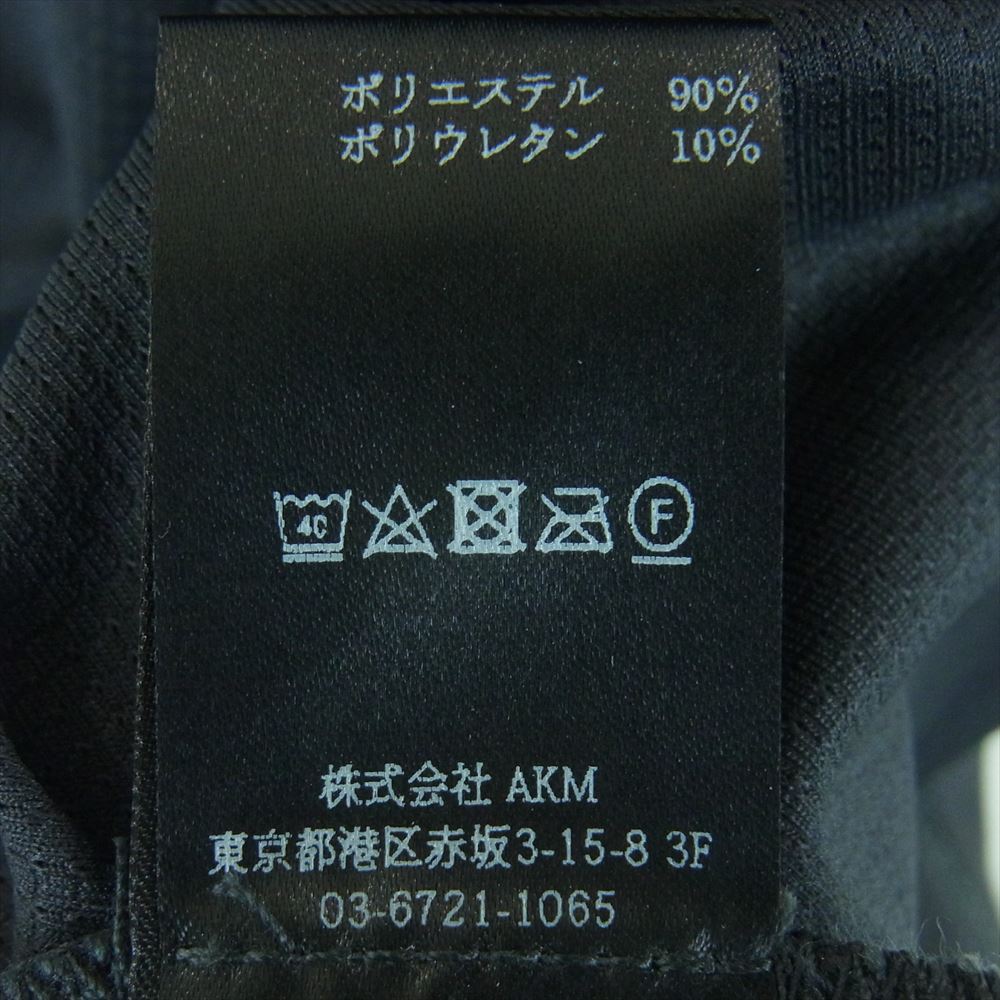 ポリエステル 90%
ポリウレタン 10%
40 F
株式会社 AKM
東京都港区赤坂3-15-8 3F
03-6721-1065